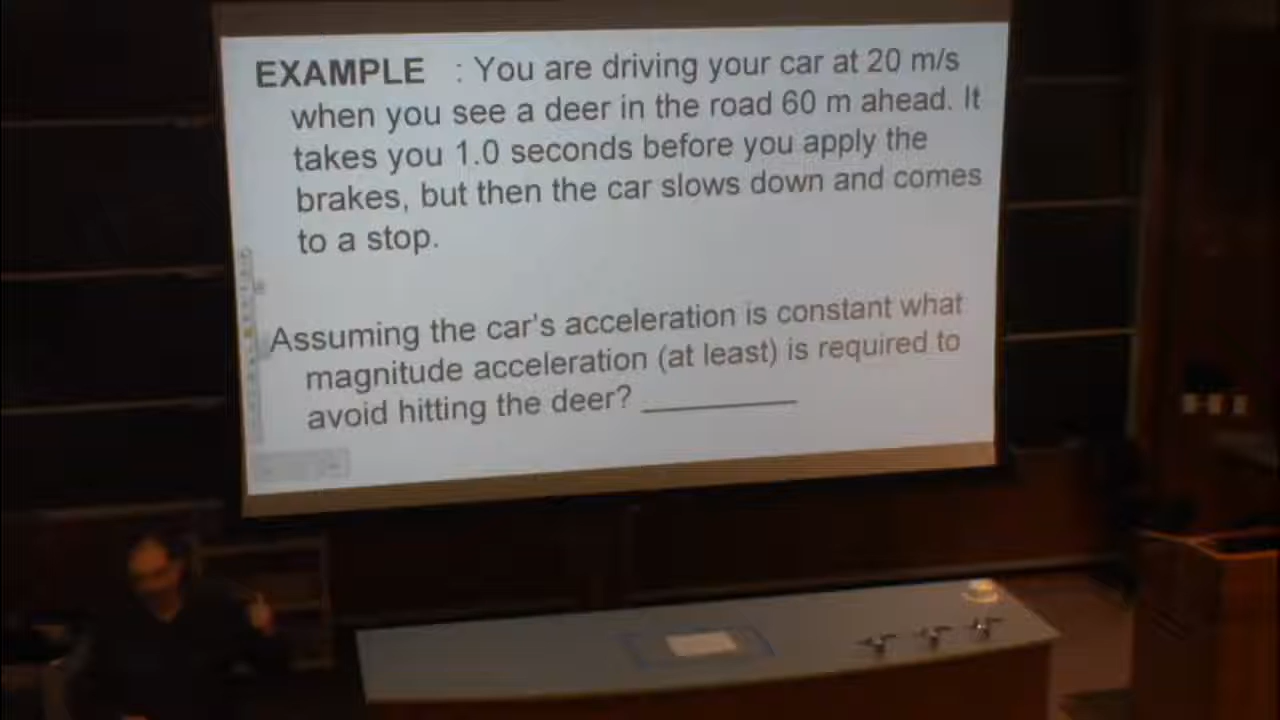 EXAMPLE : You are driving your car at 20 m/s
when you see a deer in the road 60 m ahead. It
takes you 1.0 seconds before you apply the
brakes, but then the car slows down and comes
to a stop.
Assuming the car's acceleration is constant what
magnitude acceleration (at least) is required to
avoid hitting the deer? __________